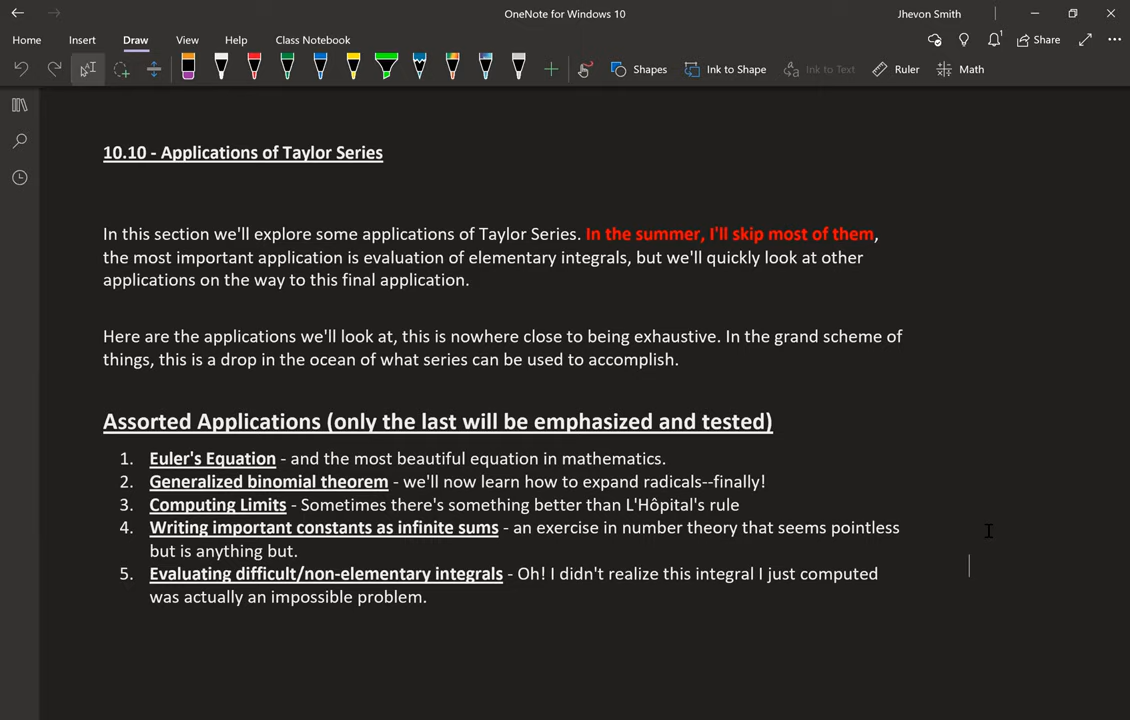 OneNote for Windows 10
Jhevon Smith
Home Insert Draw View Help Class Notebook
1 Share
Shapes Ink to Shape Ink to Text Ruler Math
10.10 - Applications of Taylor Series
In this section we'll explore some applications of Taylor Series. In the summer, I'll skip most of them,
the most important application is evaluation of elementary integrals, but we'll quickly look at other
applications on the way to this final application.
Here are the applications we'll look at, this is nowhere close to being exhaustive. In the grand scheme of
things, this is a drop in the ocean of what series can be used to accomplish.
Assorted Applications (only the last will be emphasized and tested)
1. Euler's Equation - and the most beautiful equation in mathematics.
2. Generalized binomial theorem - we'll now learn how to expand radicals--finally!
3. Computing Limits - Sometimes there's something better than L'Hôpital's rule
4. Writing important constants as infinite sums - an exercise in number theory that seems pointless
but is anything but.
5. Evaluating difficult/non-elementary integrals - Oh! I didn't realize this integral I just computed
was actually an impossible problem.